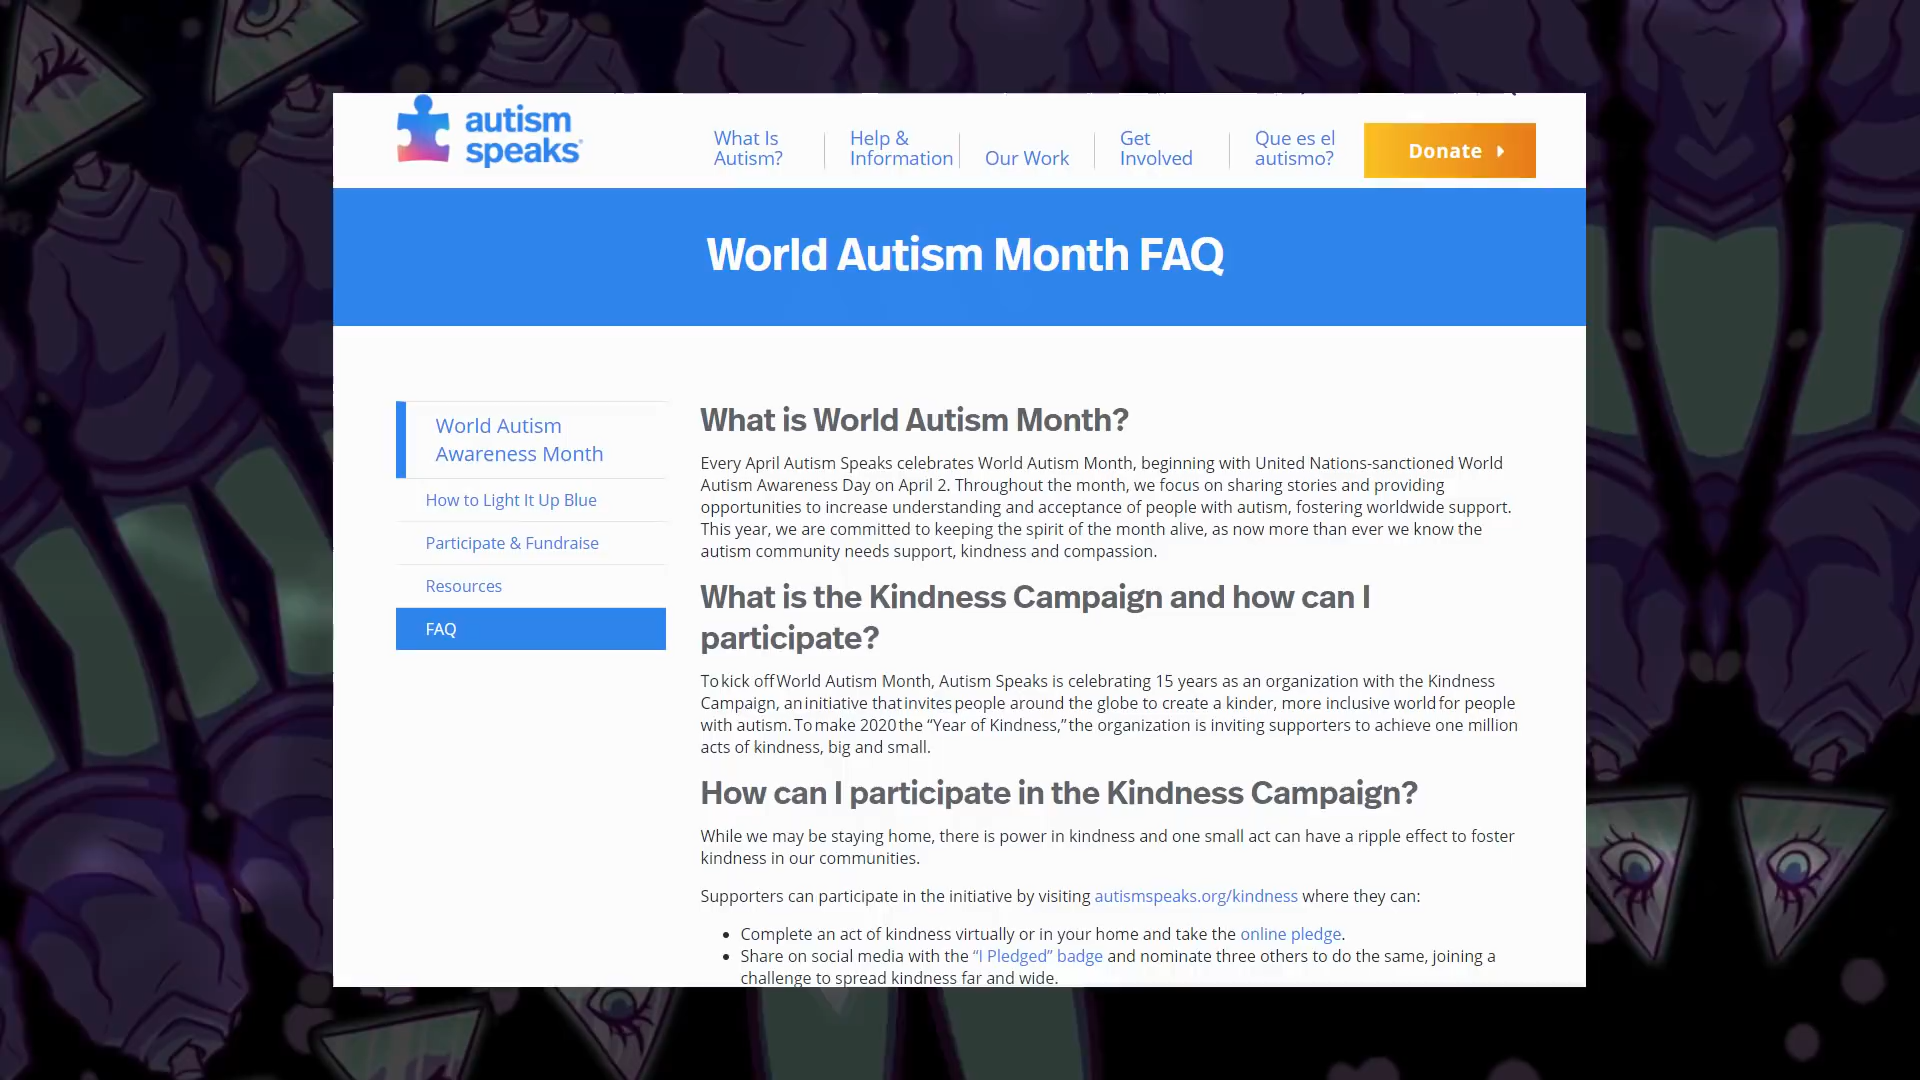 autism
speaks
What Is
Autism?
Help &
Information
Our Work
Get
Involved
Que es el
autismo?
Donate
World Autism Month FAQ
World Autism
Awareness Month
How to Light It Up Blue
Participate & Fundraise
Resources
FAQ
What is World Autism Month?
Every April Autism Speaks celebrates World Autism Month, beginning with United Nations-sanctioned World
Autism Awareness Day on April 2. Throughout the month, we focus on sharing stories and providing
opportunities to increase understanding and acceptance of people with autism, fostering worldwide support.
This year, we are committed to keeping the spirit of the month alive, as now more than ever we know the
autism community needs support, kindness and compassion.
What is the Kindness Campaign and how can I
participate?
To kick off World Autism Month, Autism Speaks is celebrating 15 years as an organization with the Kindness
Campaign, an initiative that invites people around the globe to create a kinder, more inclusive world for people
with autism. To make 2020 the “Year of Kindness,” the organization is inviting supporters to achieve one million
acts of kindness, big and small.
How can I participate in the Kindness Campaign?
While we may be staying home, there is power in kindness and one small act can have a ripple effect to foster
kindness in our communities.
Supporters can participate in the initiative by visiting autismspeaks.org/kindness where they can:
• Complete an act of kindness virtually or in your home and take the online pledge.
• Share on social media with the “I Pledged” badge and nominate three others to do the same, joining a
challenge to spread kindness far and wide.